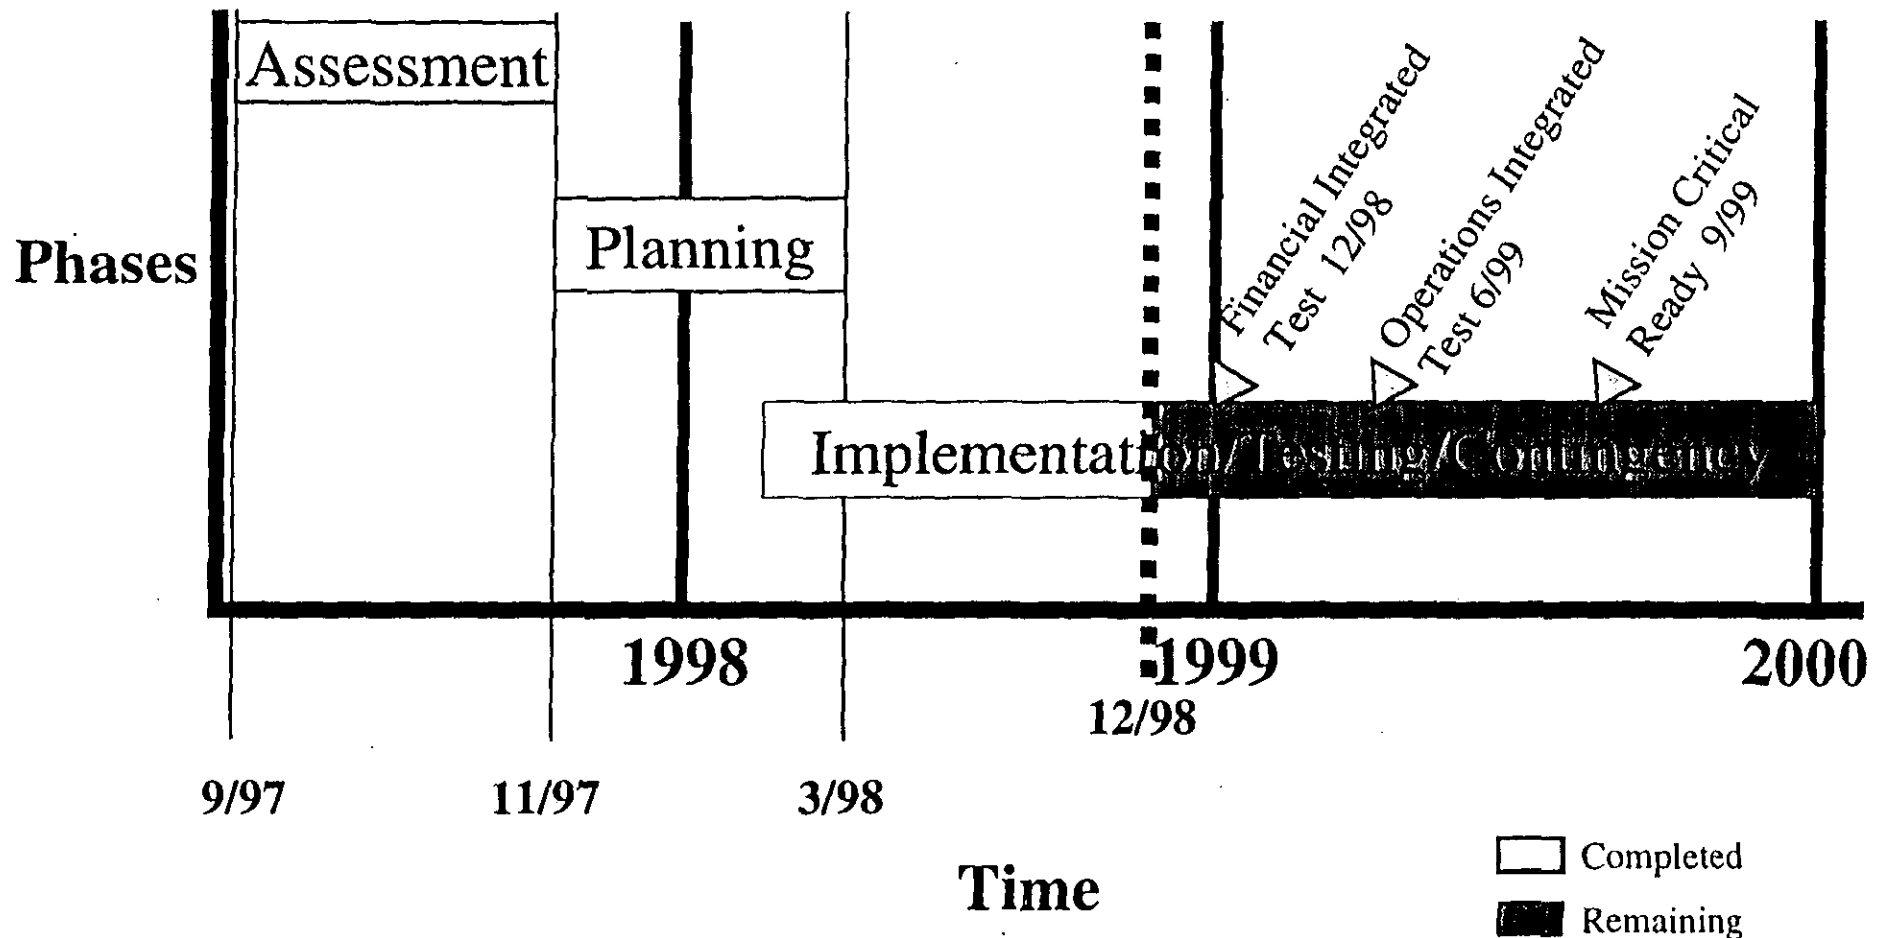 Assessment
Phases
Planning
Financial Integrated
Test 12/98
Operations Integrated
Test 6/99
Mission Critical
Ready 9/99
Implementation/Testing/Contingency
1998
1999
2000
12/98
9/97
11/97
3/98
Time
Completed
Remaining